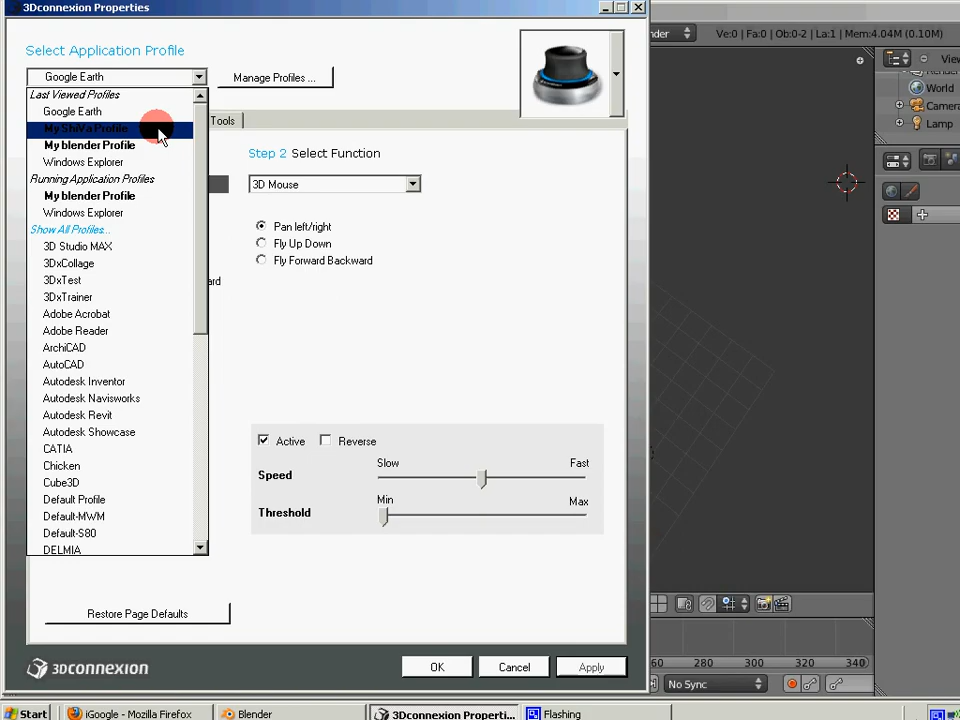 3Dconnexion Properties
Select Application Profile
Google Earth
Manage Profiles ...
Last Viewed Profiles
Google Earth
My ShiVa Profile
My blender Profile
Windows Explorer
Running Application Profiles
My blender Profile
Windows Explorer
Show All Profiles...
3D Studio MAX
3DxCollage
3DxTest
3DxTrainer
Adobe Acrobat
Adobe Reader
ArchiCAD
AutoCAD
Autodesk Inventor
Autodesk Navisworks
Autodesk Revit
Autodesk Showcase
CATIA
Chicken
Cube3D
Default Profile
Default-MWM
Default-S80
DELMIA
Tools
Step 2 Select Function
3D Mouse
Pan left/right
Fly Up Down
Fly Forward Backward
ard
Active Reverse
Speed Slow Fast
Threshold Min Max
Restore Page Defaults
3Dconnexion
OK Cancel Apply
nder Ve:0 | Fa:0 | Ob:0-2 | La:1 | Mem:4.04M (0.10M)
View
World
Camera
Lamp
60 280 300 320 340
No Sync
Start iGoogle - Mozilla Firefox Blender 3Dconnexion Properti... Flashing